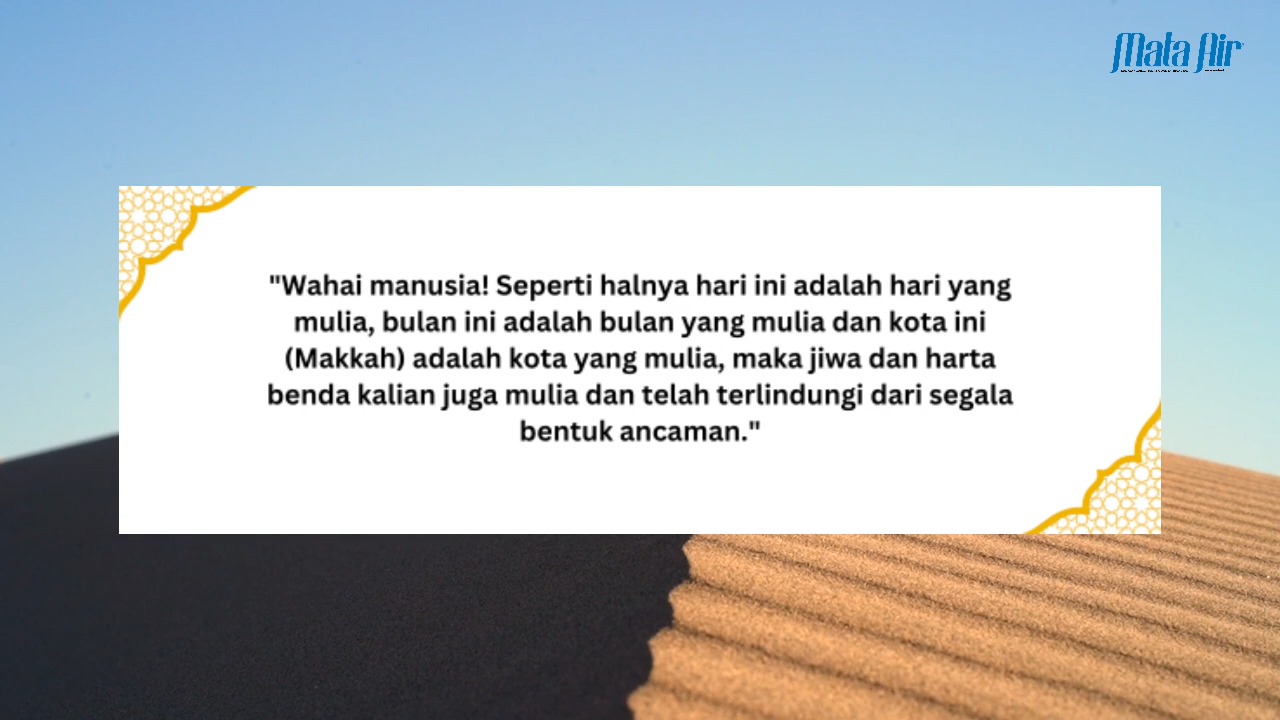 Mata Air
"Wahai manusia! Seperti halnya hari ini adalah hari yang
mulia, bulan ini adalah bulan yang mulia dan kota ini
(Makkah) adalah kota yang mulia, maka jiwa dan harta
benda kalian juga mulia dan telah terlindungi dari segala
bentuk ancaman."